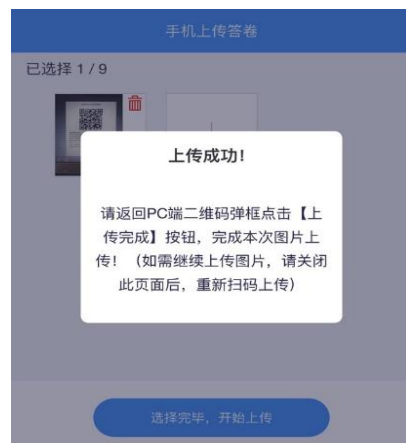 手机上传答卷
已选择 1 / 9
上传成功!
请返回PC端二维码弹框点击【上
传完成】按钮，完成本次图片上
传！（如需继续上传图片，请关闭
此页面后，重新扫码上传）
选择完毕，开始上传